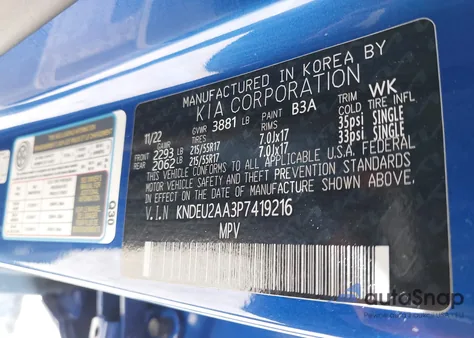 MANUFACTURED IN KOREA BY
KIA CORPORATION
11/22 GVWR 3881 LB PAINT B3A TRIM WK
GAWR TIRES RIMS COLD TIRE INFL.
FRONT 2293 LB 215/55R17 7.0Jx17 35psi SINGLE
REAR 2062 LB 215/55R17 7.0Jx17 33psi SINGLE
THIS VEHICLE CONFORMS TO ALL APPLICABLE U.S.A. FEDERAL
MOTOR VEHICLE SAFETY AND THEFT PREVENTION STANDARDS
IN EFFECT ON THE DATE OF MANUFACTURE SHOWN ABOVE.
V.I.N KNDEU2AA3P7419216
MPV
Q30
autoSnap